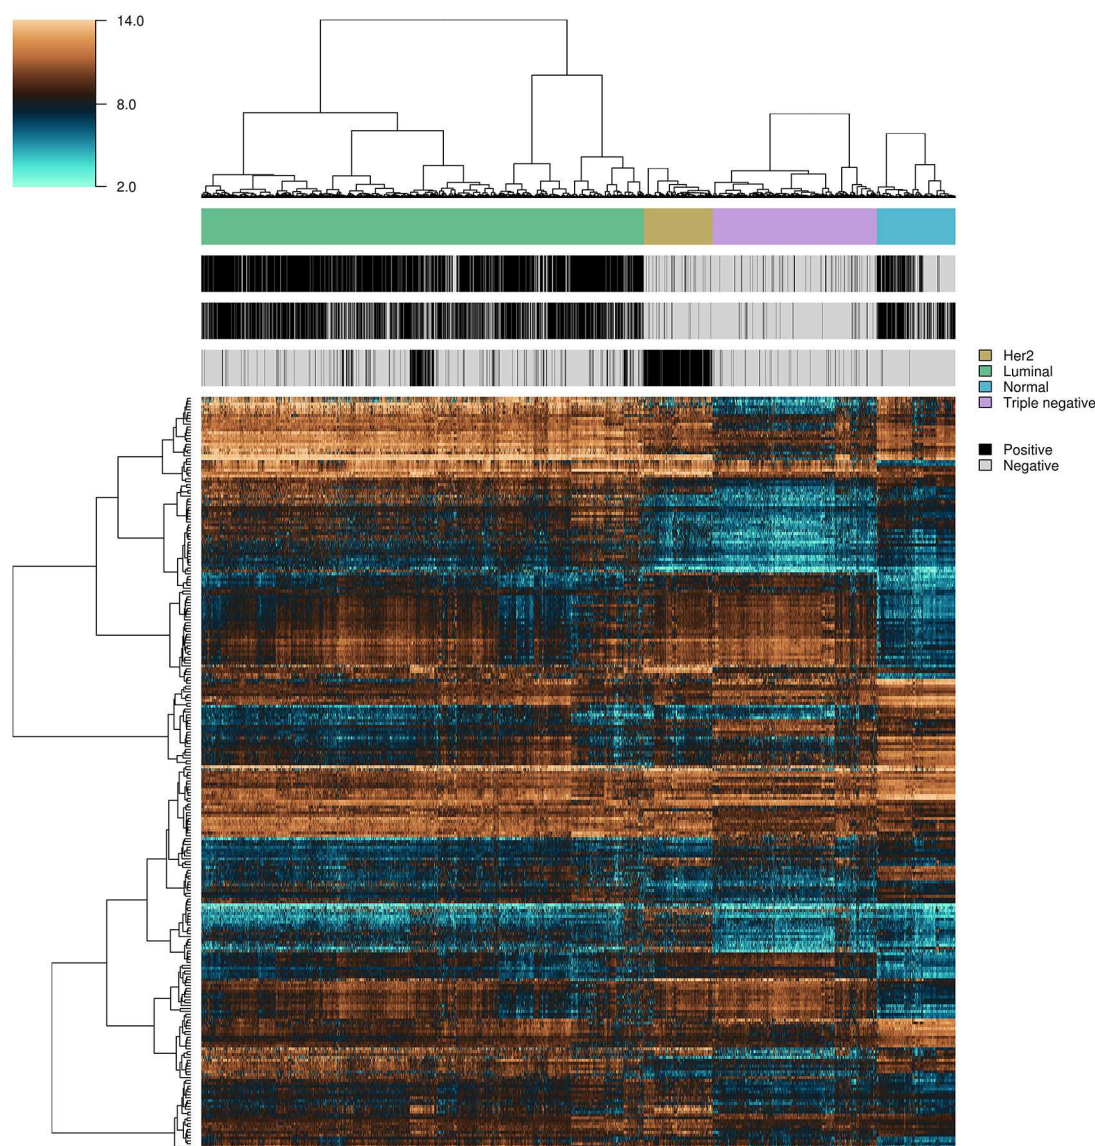 14.0
8.0
2.0
Her2
Luminal
Normal
Triple negative
Positive
Negative